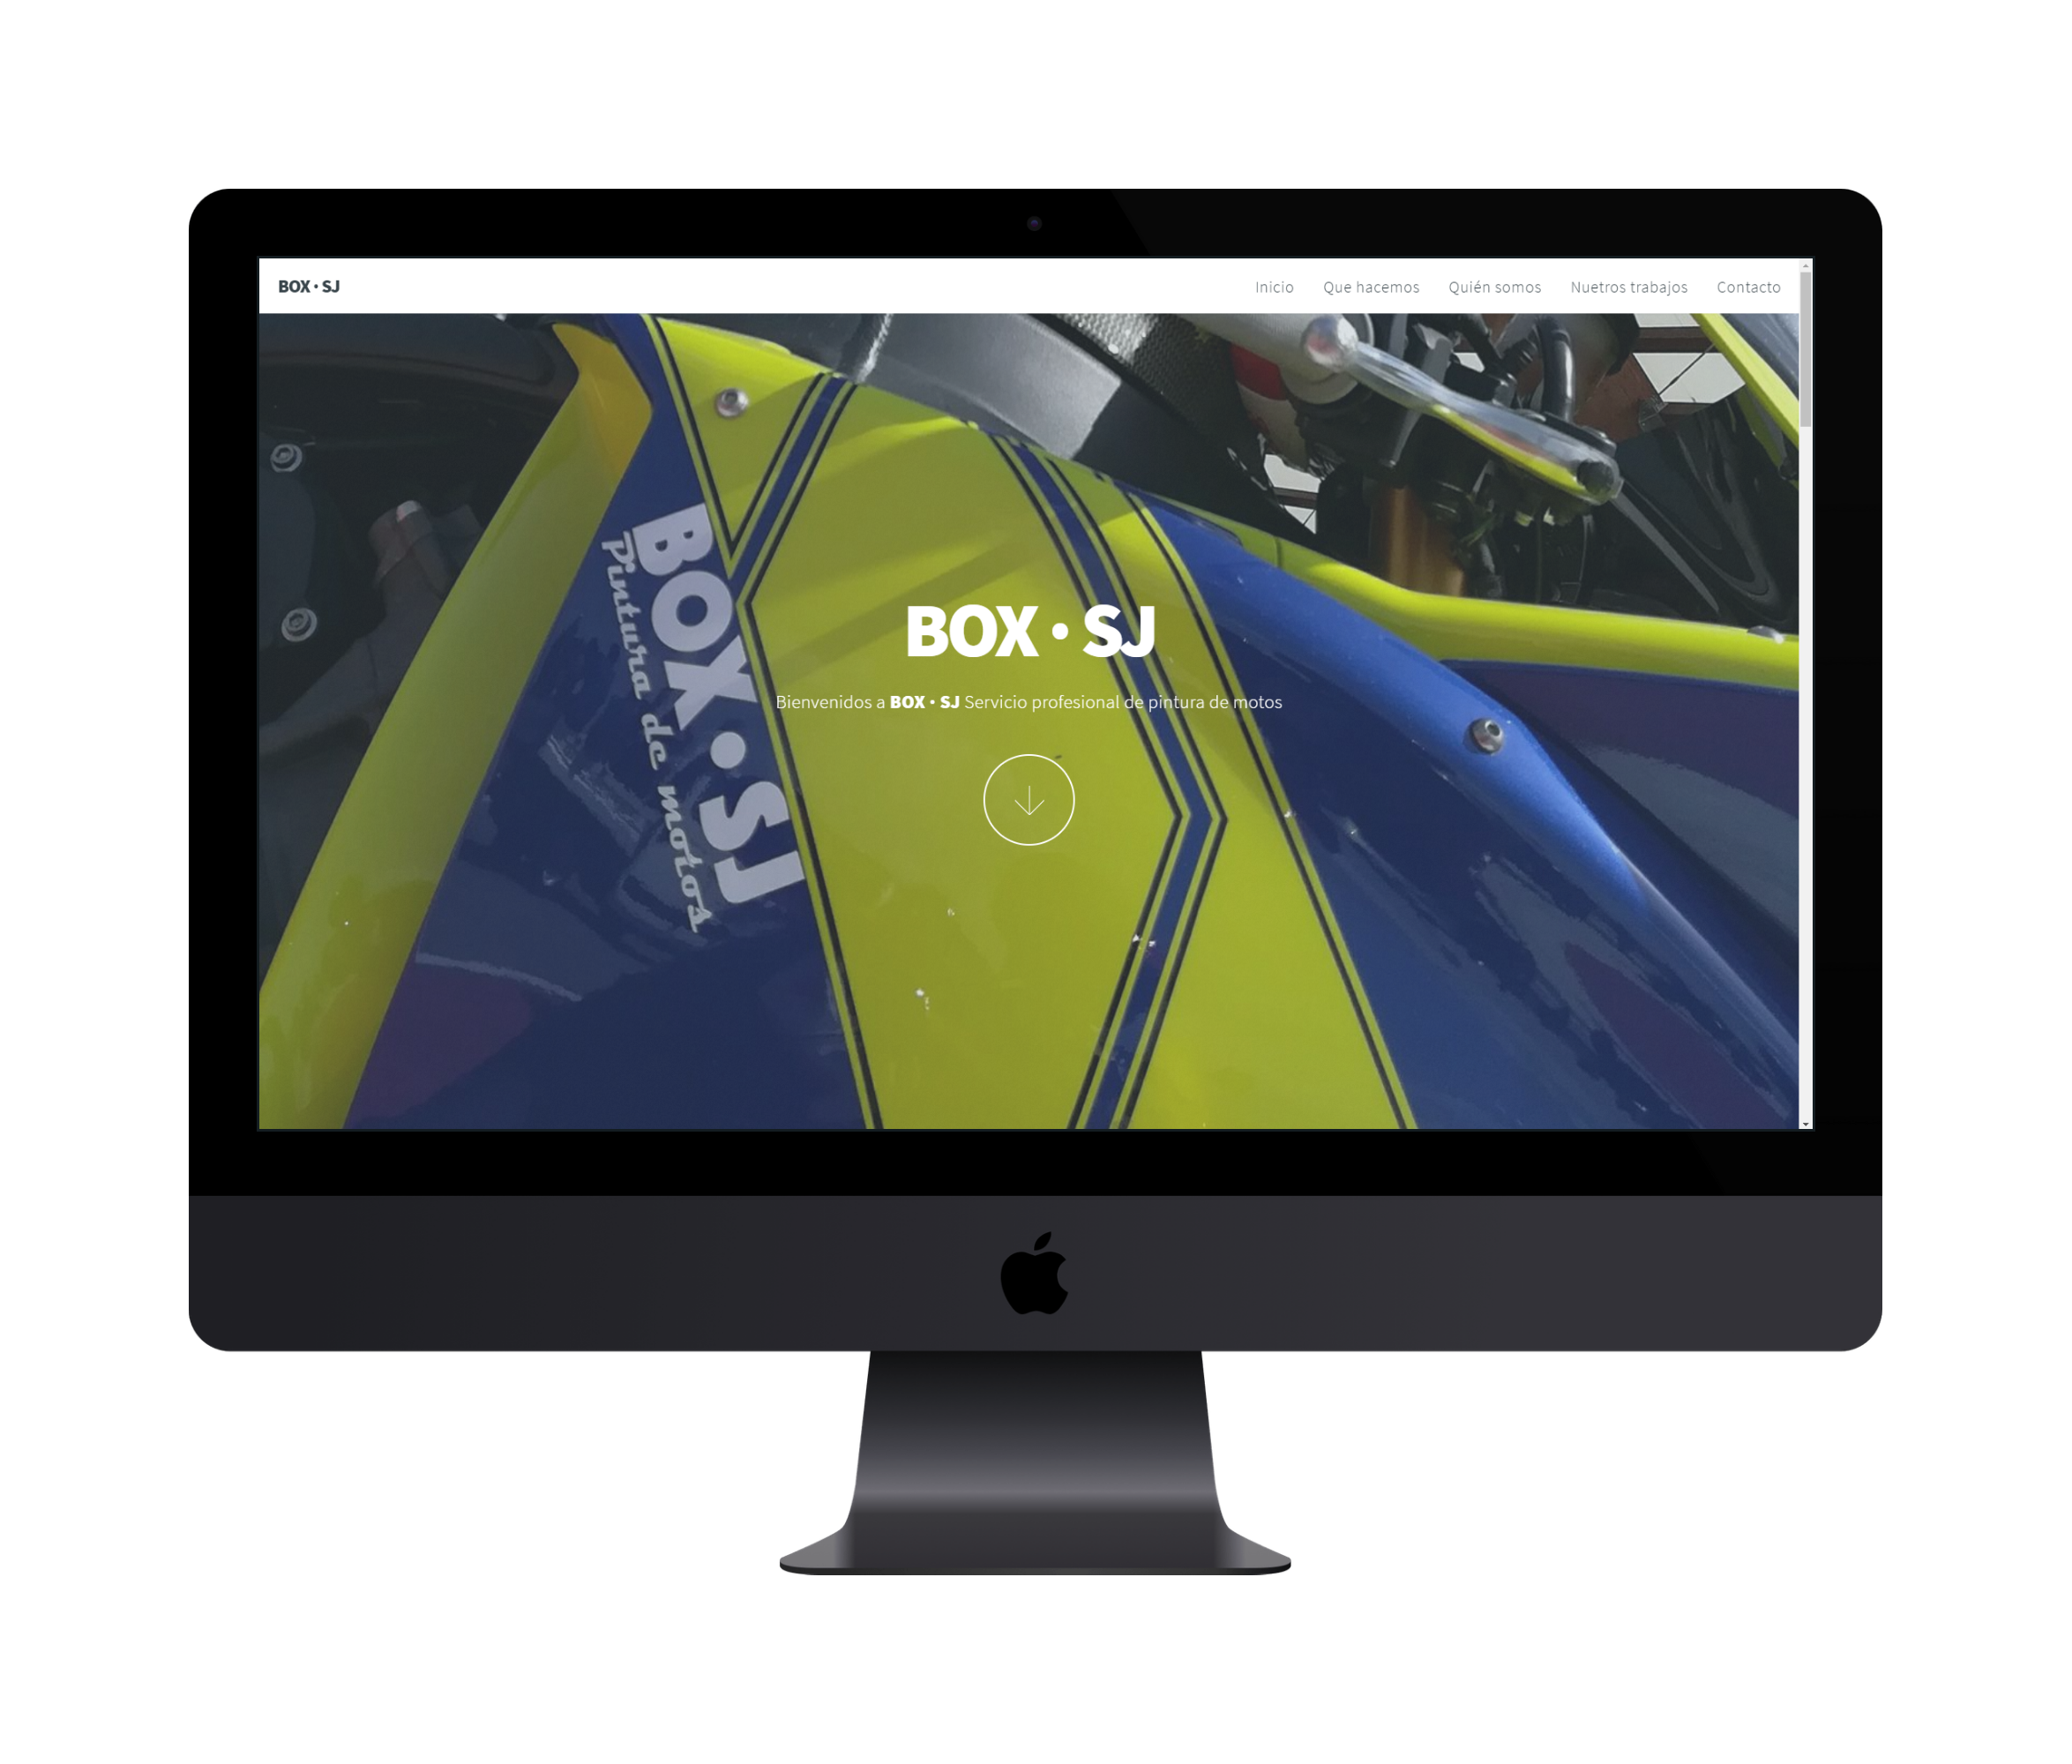 BOX · SJ
Inicio Que hacemos Quién somos Nuetros trabajos Contacto
BOX · SJ
Pintura de motos
BOX · SJ
Bienvenidos a BOX · SJ Servicio profesional de pintura de motos